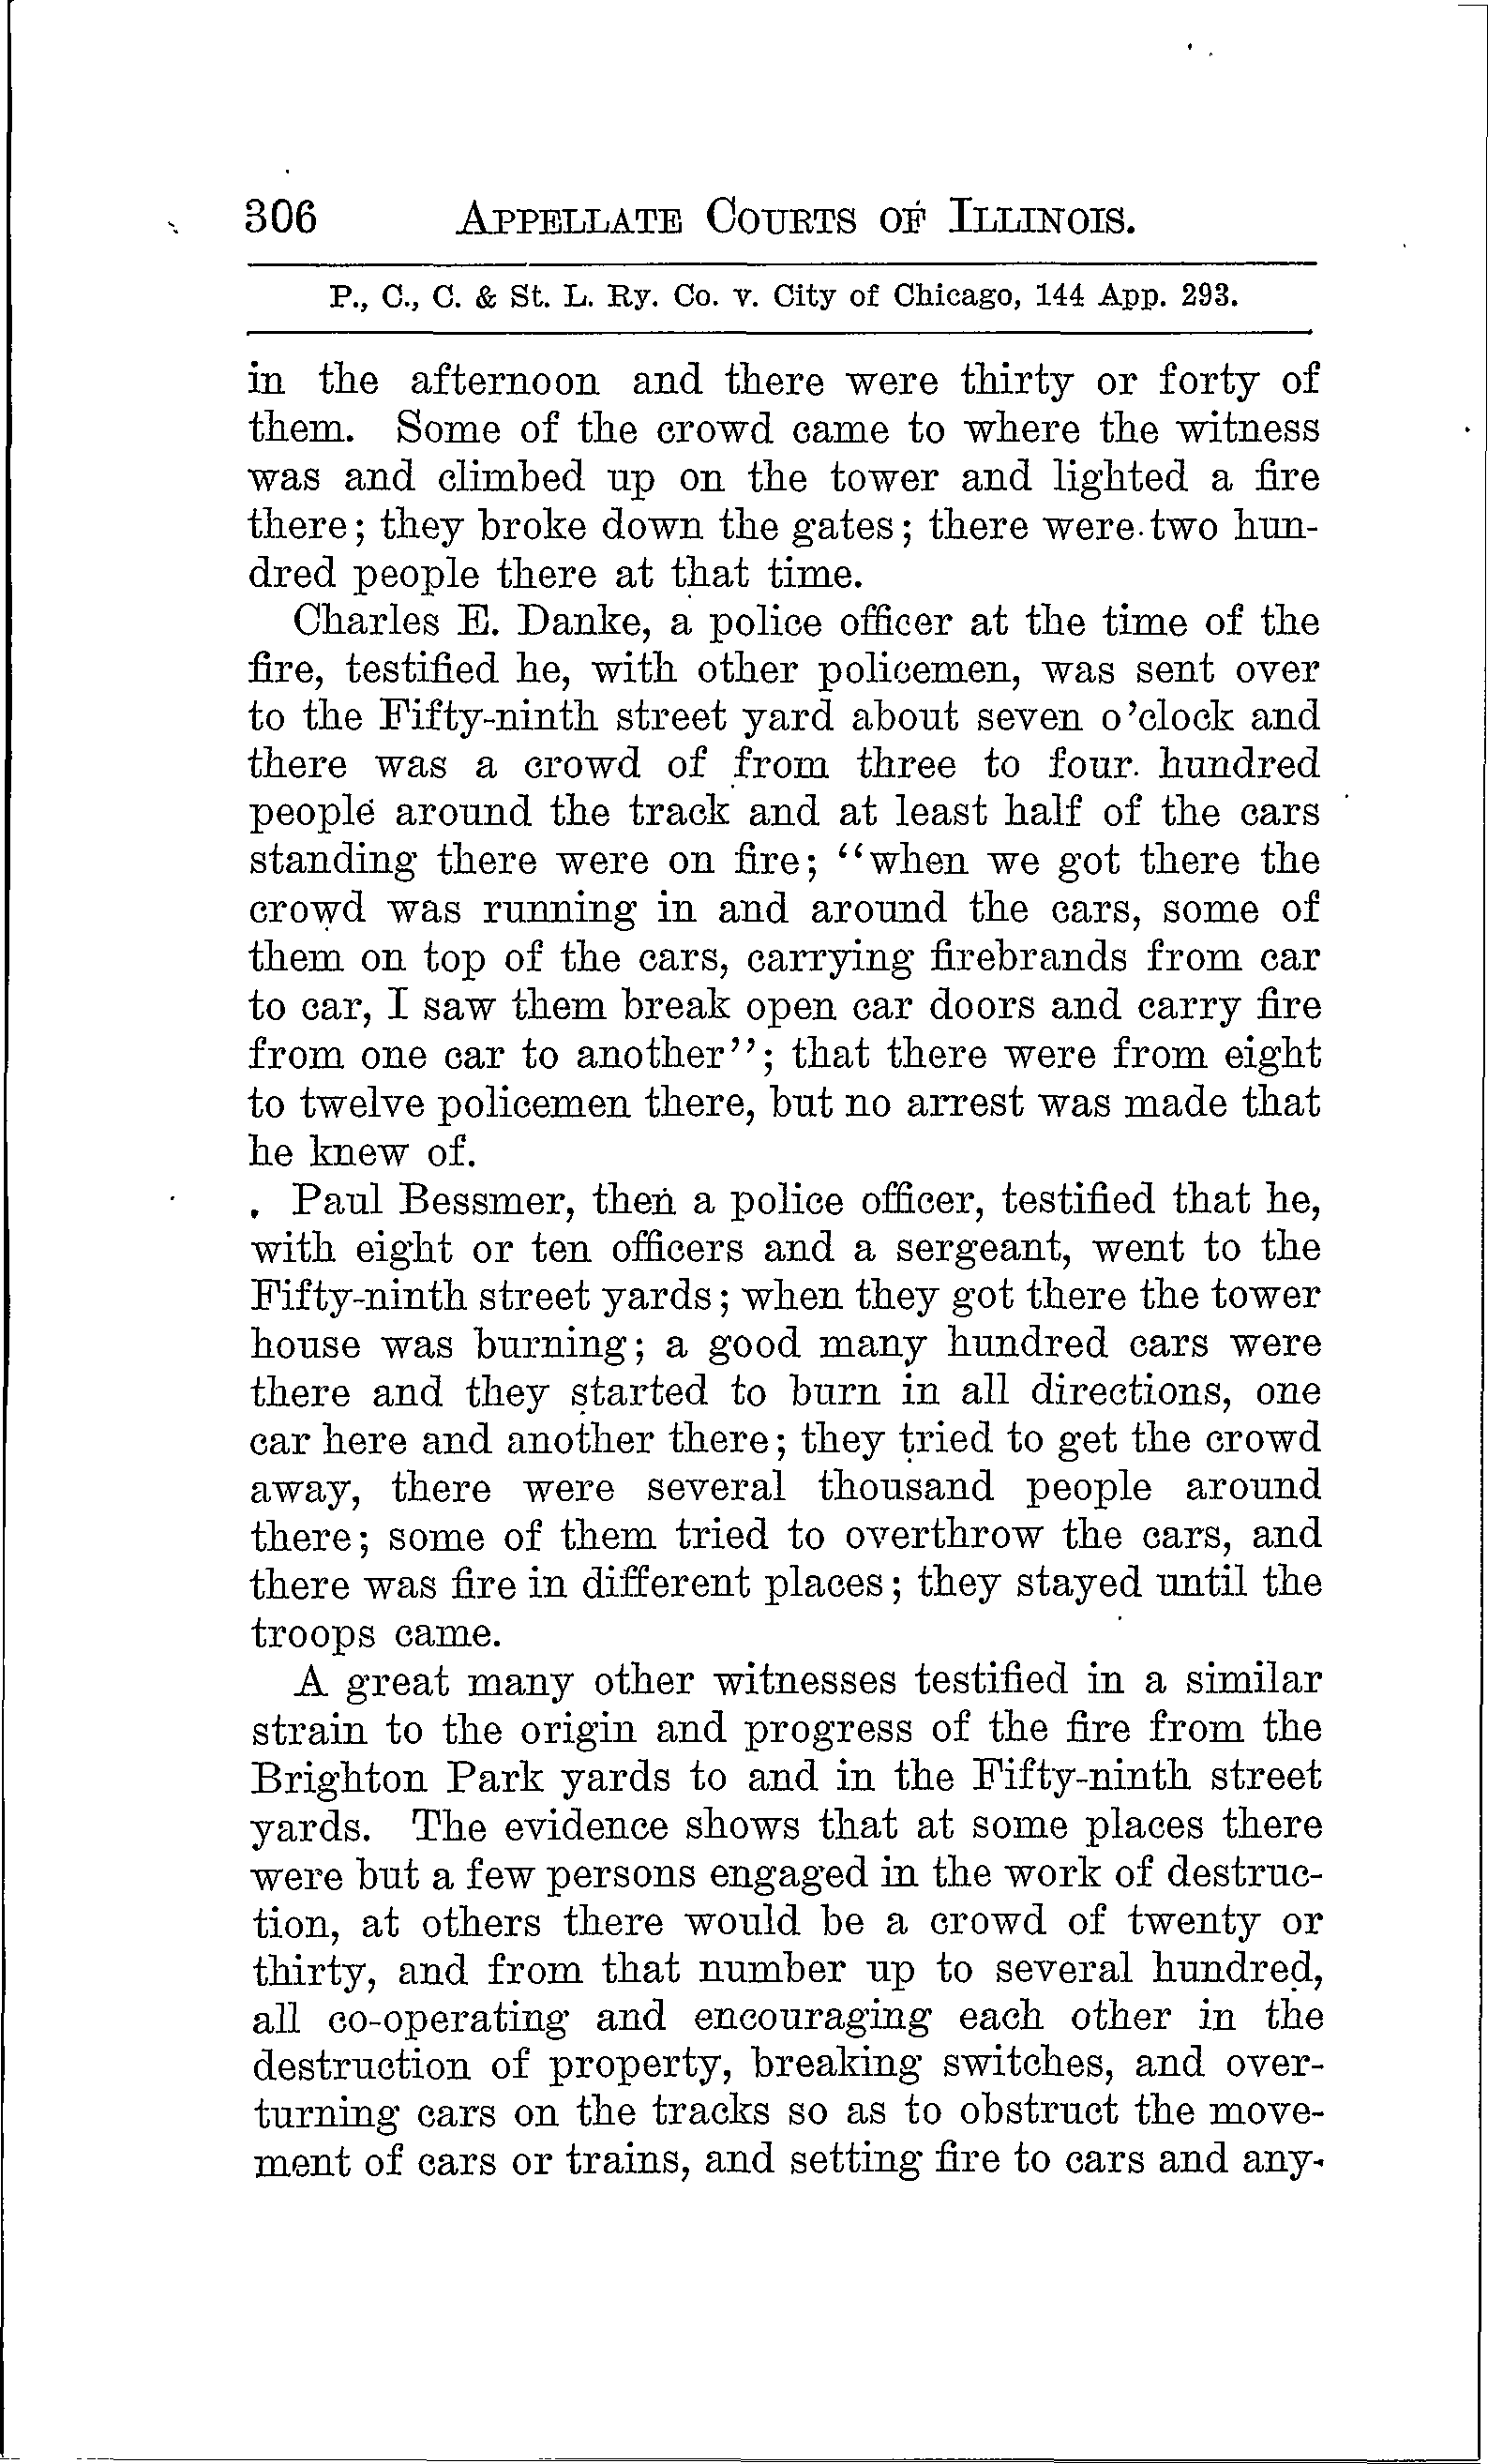 306 APPELLATE COURTS OF ILLINOIS.
P., C., C. & St. L. Ry. Co. v. City of Chicago, 144 App. 293.
in the afternoon and there were thirty or forty of
them. Some of the crowd came to where the witness
was and climbed up on the tower and lighted a fire
there; they broke down the gates; there were two hun-
dred people there at that time.
Charles E. Danke, a police officer at the time of the
fire, testified he, with other policemen, was sent over
to the Fifty-ninth street yard about seven o'clock and
there was a crowd of from three to four hundred
people around the track and at least half of the cars
standing there were on fire; "when we got there the
crowd was running in and around the cars, some of
them on top of the cars, carrying firebrands from car
to car, I saw them break open car doors and carry fire
from one car to another"; that there were from eight
to twelve policemen there, but no arrest was made that
he knew of.
Paul Bessmer, then a police officer, testified that he,
with eight or ten officers and a sergeant, went to the
Fifty-ninth street yards; when they got there the tower
house was burning; a good many hundred cars were
there and they started to burn in all directions, one
car here and another there; they tried to get the crowd
away, there were several thousand people around
there; some of them tried to overthrow the cars, and
there was fire in different places; they stayed until the
troops came.
A great many other witnesses testified in a similar
strain to the origin and progress of the fire from the
Brighton Park yards to and in the Fifty-ninth street
yards. The evidence shows that at some places there
were but a few persons engaged in the work of destruc-
tion, at others there would be a crowd of twenty or
thirty, and from that number up to several hundred,
all co-operating and encouraging each other in the
destruction of property, breaking switches, and over-
turning cars on the tracks so as to obstruct the move-
ment of cars or trains, and setting fire to cars and any-